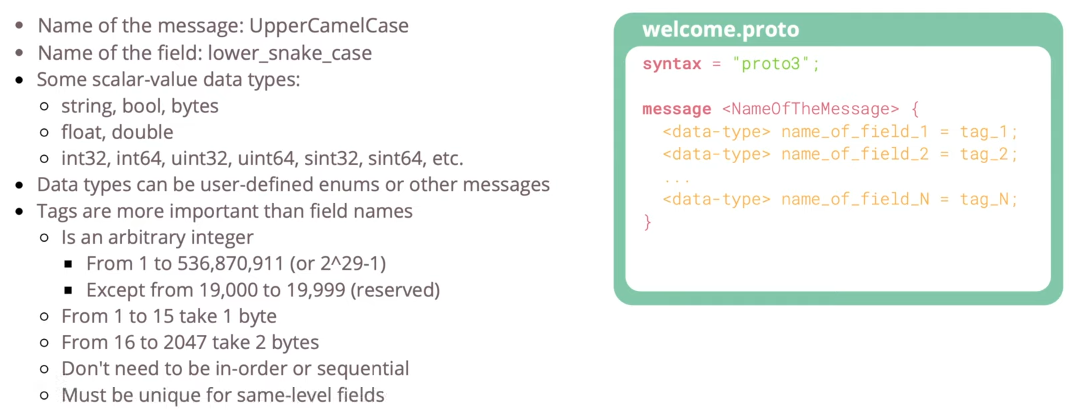 Name of the message: UpperCamelCase
Name of the field: lower_snake_case
Some scalar-value data types:
string, bool, bytes
float, double
int32, int64, uint32, uint64, sint32, sint64, etc.
Data types can be user-defined enums or other messages
Tags are more important than field names
Is an arbitrary integer
From 1 to 536,870,911 (or 2^29-1)
Except from 19,000 to 19,999 (reserved)
From 1 to 15 take 1 byte
From 16 to 2047 take 2 bytes
Don't need to be in-order or sequential
Must be unique for same-level fields
welcome.proto
syntax = "proto3";
message <NameOfTheMessage> {
<data-type> name_of_field_1 = tag_1;
<data-type> name_of_field_2 = tag_2;
...
<data-type> name_of_field_N = tag_N;
}